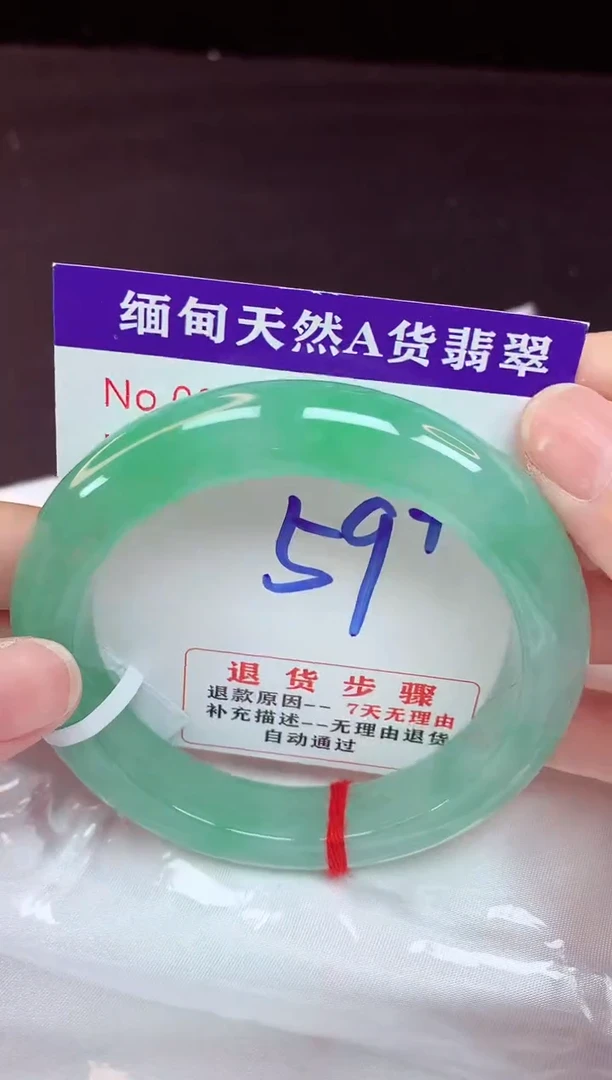 缅甸天然A货翡翠
No
59
退货步骤
退款原因-- 7天无理由
补充描述--无理由退货
自动通过